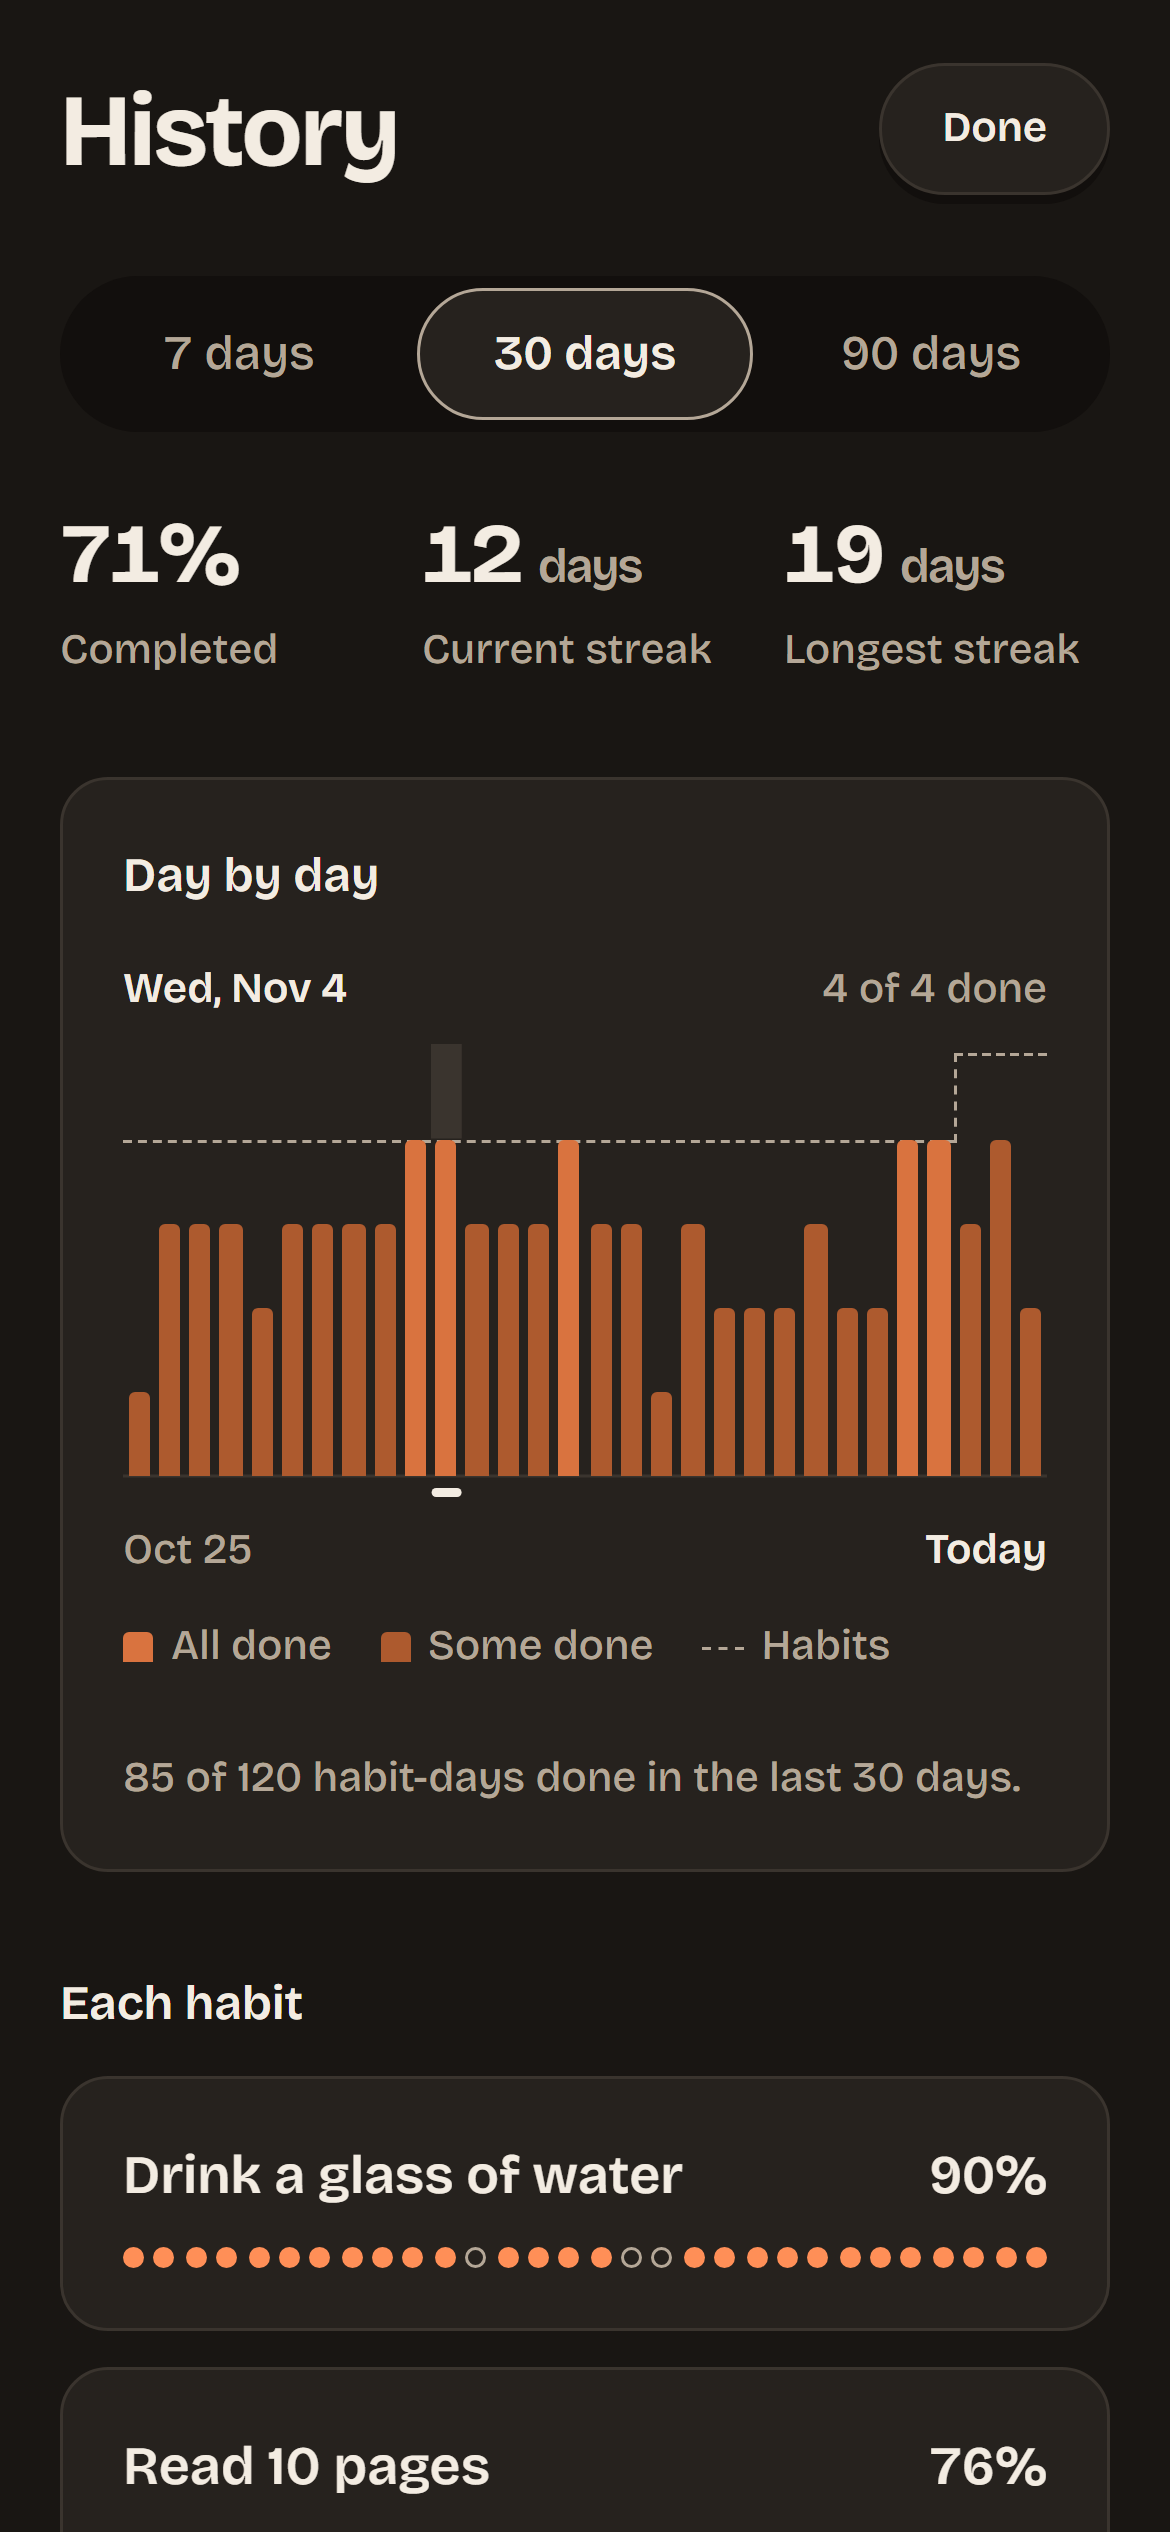 History
Done
7 days
30 days
90 days
71%
12 days
19 days
Completed
Current streak
Longest streak
Day by day
Wed, Nov 4
4 of 4 done
Oct 25
Today
All done
Some done
Habits
85 of 120 habit-days done in the last 30 days.
Each habit
Drink a glass of water
90%
Read 10 pages
76%